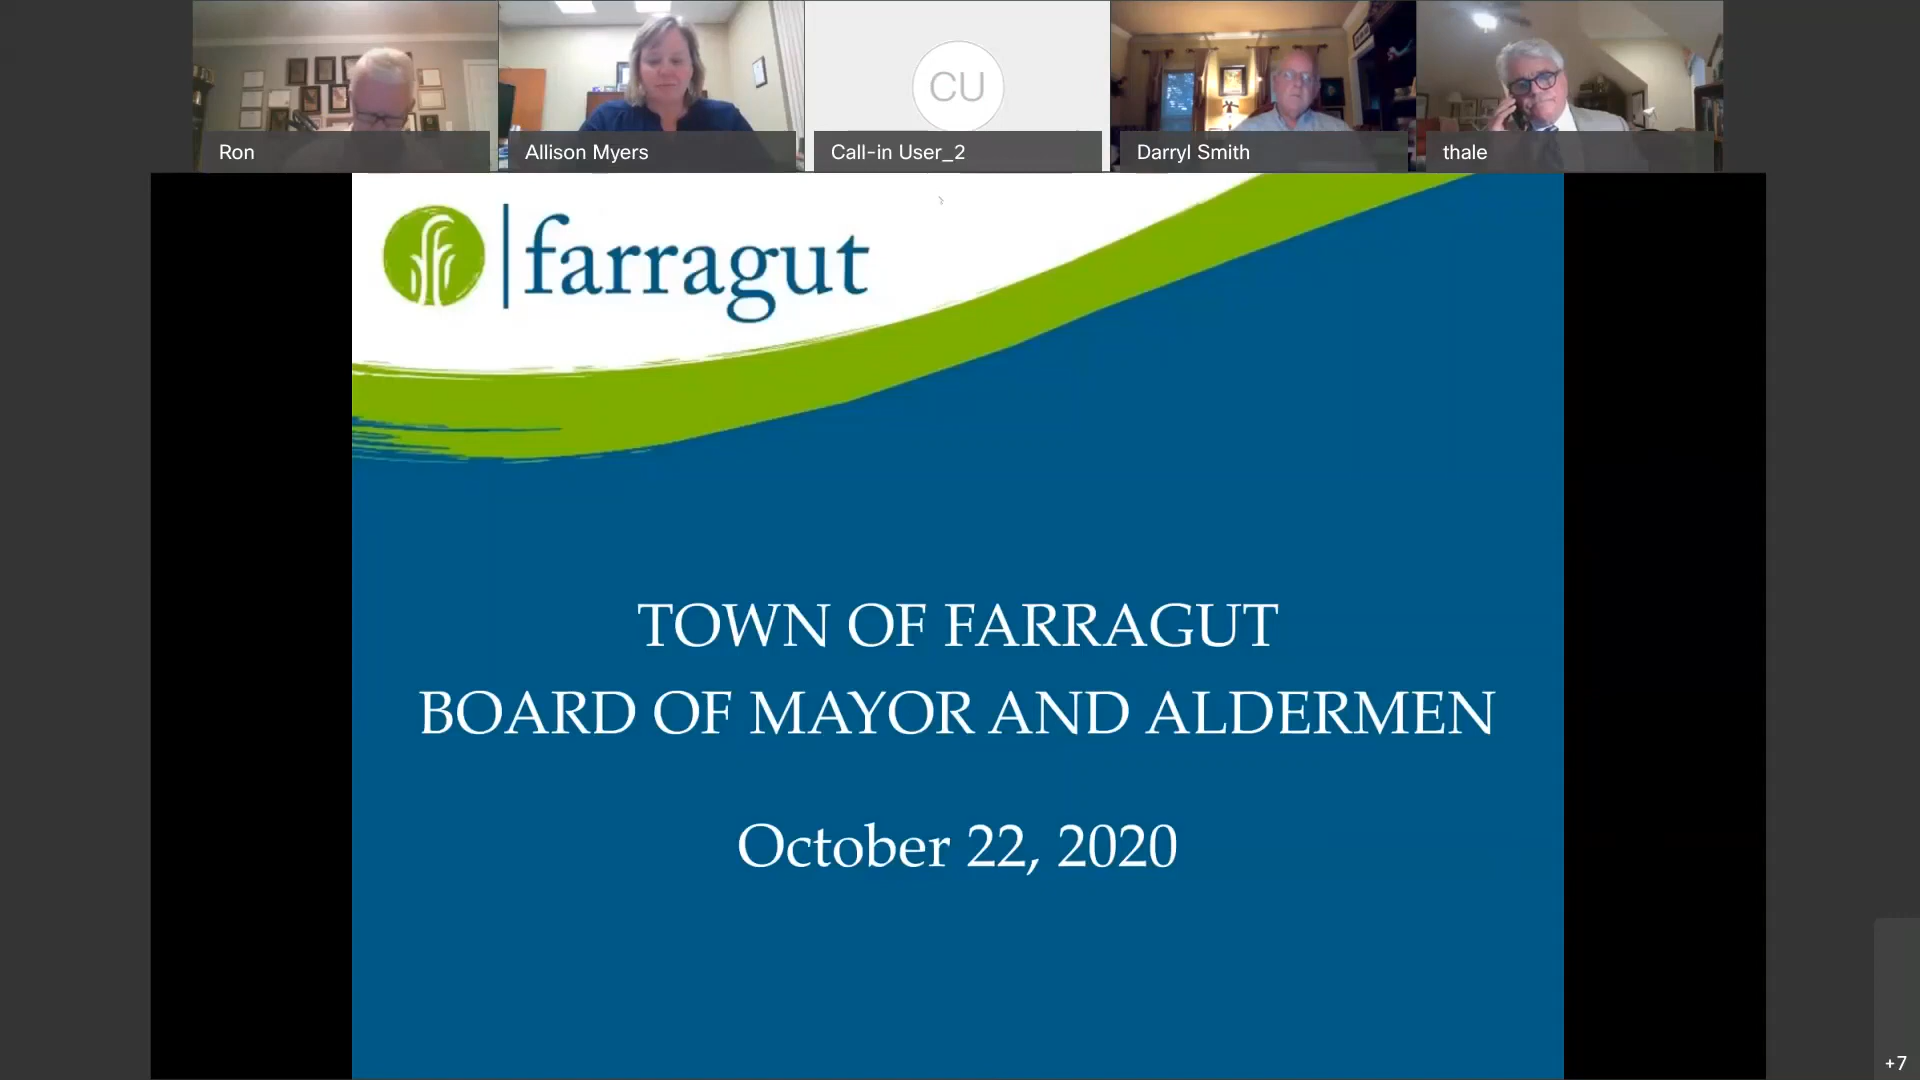 Ron
Allison Myers
CU
Call-in User_2
Darryl Smith
thale
farragut
TOWN OF FARRAGUT
BOARD OF MAYOR AND ALDERMEN
October 22, 2020
+7